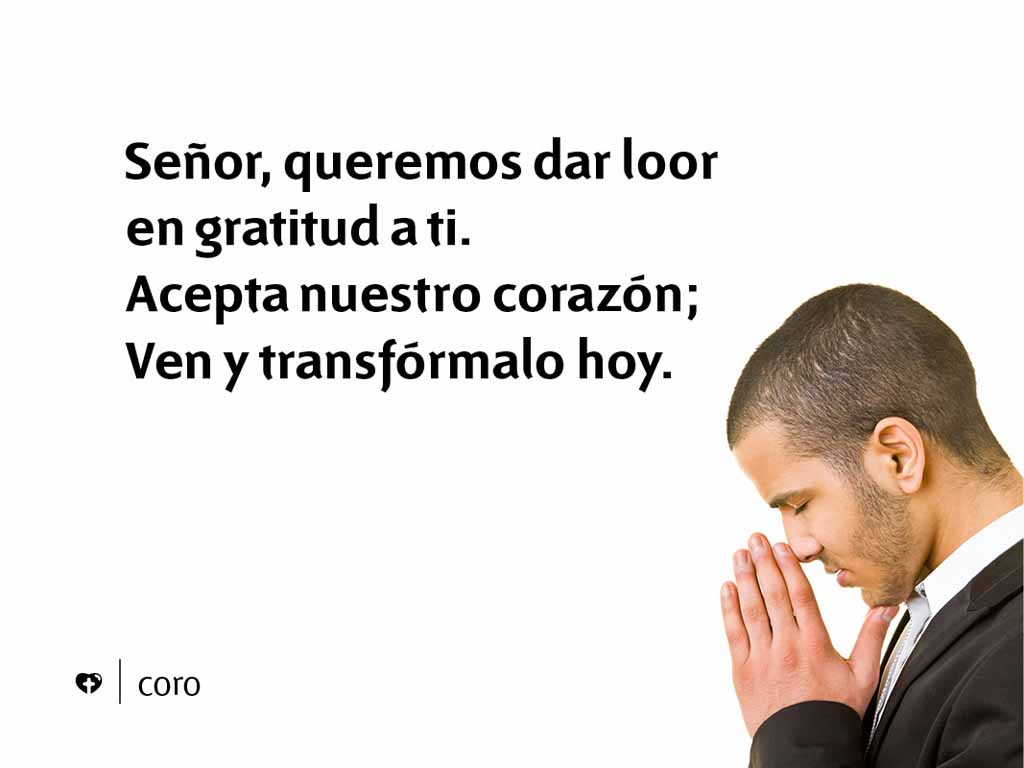 Señor, queremos dar loor
en gratitud a ti.
Acepta nuestro corazón;
Ven y transfórmalo hoy.
coro